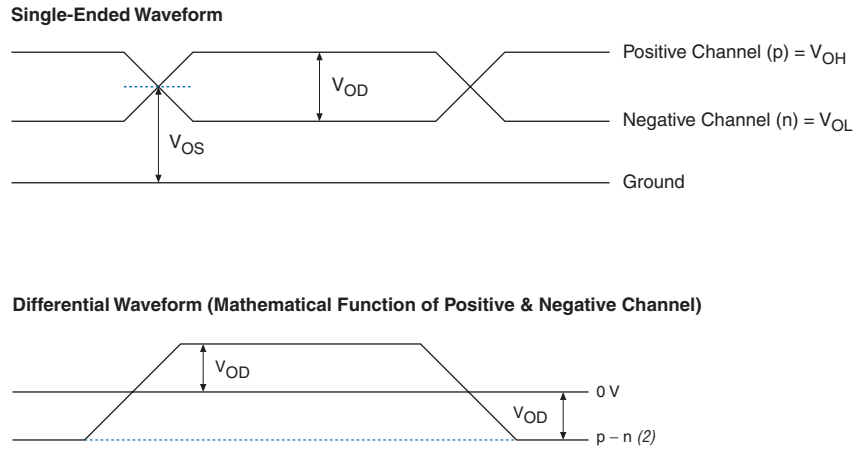 Single-Ended Waveform
Positive Channel (p) = VOH
VOD
Negative Channel (n) = VOL
VOS
Ground
Differential Waveform (Mathematical Function of Positive & Negative Channel)
VOD
0 V
VOD
p − n (2)